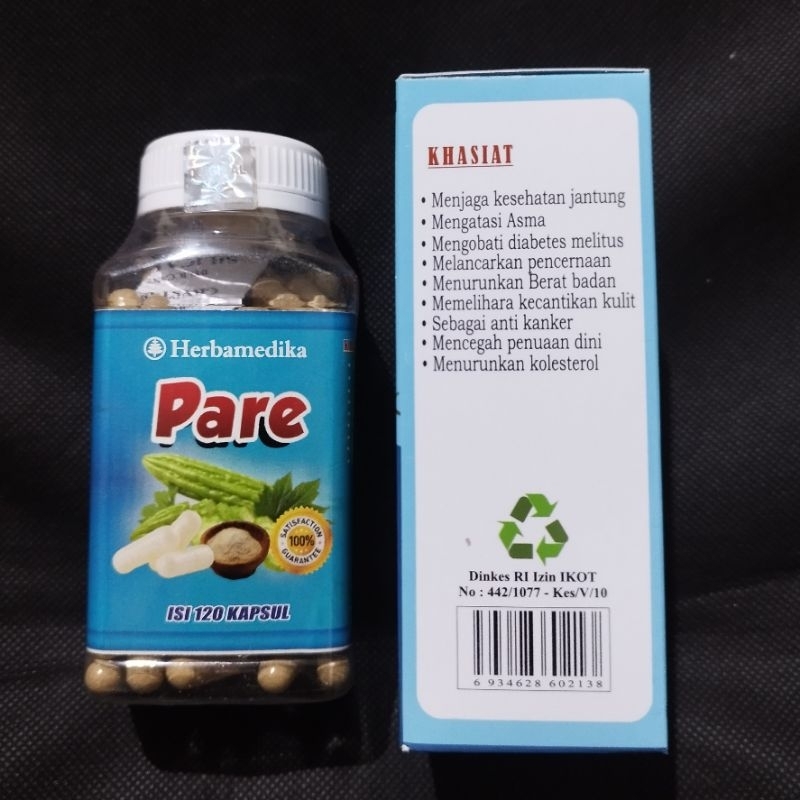 Herbamedika
Pare
SATISFACTION
100%
GUARANTEE
ISI 120 KAPSUL
KHASIAT
• Menjaga kesehatan jantung
• Mengatasi Asma
• Mengobati diabetes melitus
• Melancarkan pencernaan
• Menurunkan Berat badan
• Memelihara kecantikan kulit
• Sebagai anti kanker
• Mencegah penuaan dini
• Menurunkan kolesterol
Dinkes RI Izin IKOT
No : 442/1077 - Kes/V/10
6 934628 602138